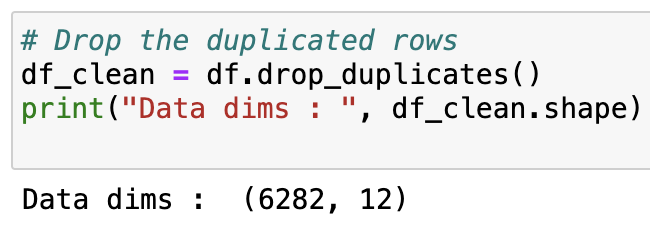 # Drop the duplicated rows
df_clean = df.drop_duplicates()
print("Data dims : ", df_clean.shape)
Data dims :  (6282, 12)